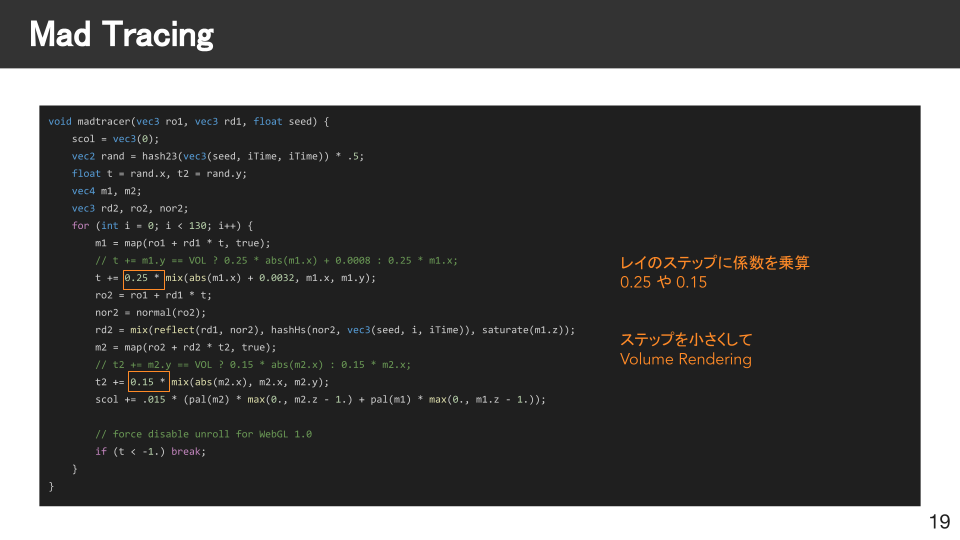 Mad Tracing
void madtracer(vec3 ro1, vec3 rd1, float seed) {
    scol = vec3(0);
    vec2 rand = hash23(vec3(seed, iTime, iTime)) * .5;
    float t = rand.x, t2 = rand.y;
    vec4 m1, m2;
    vec3 rd2, ro2, nor2;
    for (int i = 0; i < 130; i++) {
        m1 = map(ro1 + rd1 * t, true);
        // t += m1.y == VOL ? 0.25 * abs(m1.x) + 0.0008 : 0.25 * m1.x;
        t += 0.25 * mix(abs(m1.x) + 0.0032, m1.x, m1.y);
        ro2 = ro1 + rd1 * t;
        nor2 = normal(ro2);
        rd2 = mix(reflect(rd1, nor2), hashHs(nor2, vec3(seed, i, iTime)), saturate(m1.z));
        m2 = map(ro2 + rd2 * t2, true);
        // t2 += m2.y == VOL ? 0.15 * abs(m2.x) : 0.15 * m2.x;
        t2 += 0.15 * mix(abs(m2.x), m2.x, m2.y);
        scol += .015 * (pal(m2) * max(0., m2.z - 1.) + pal(m1) * max(0., m1.z - 1.));
        // force disable unroll for WebGL 1.0
        if (t < -1.) break;
    }
}
レイのステップに係数を乗算
0.25 や 0.15
ステップを小さくして
Volume Rendering
19